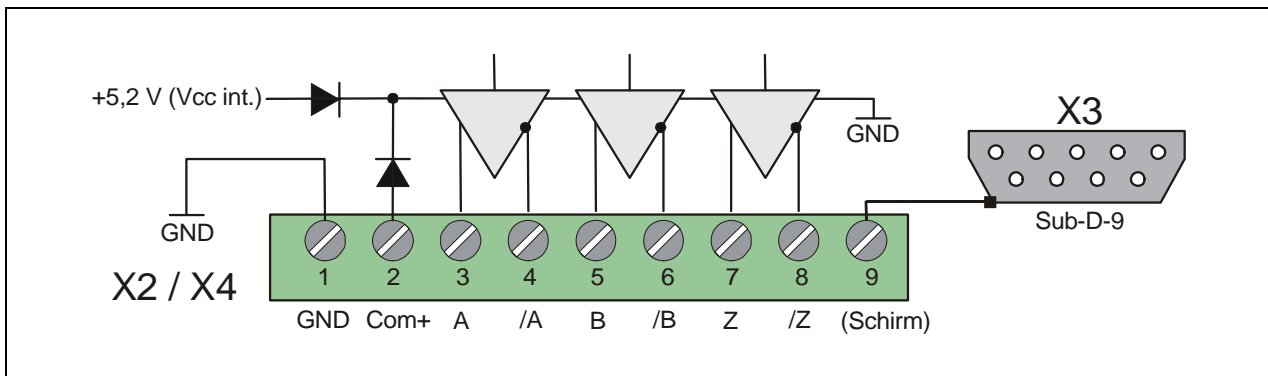 +5,2 V (Vcc int.)
GND
X3
GND
Sub-D-9
X2 / X4
1 2 3 4 5 6 7 8 9
GND Com+ A /A B /B Z /Z (Schirm)